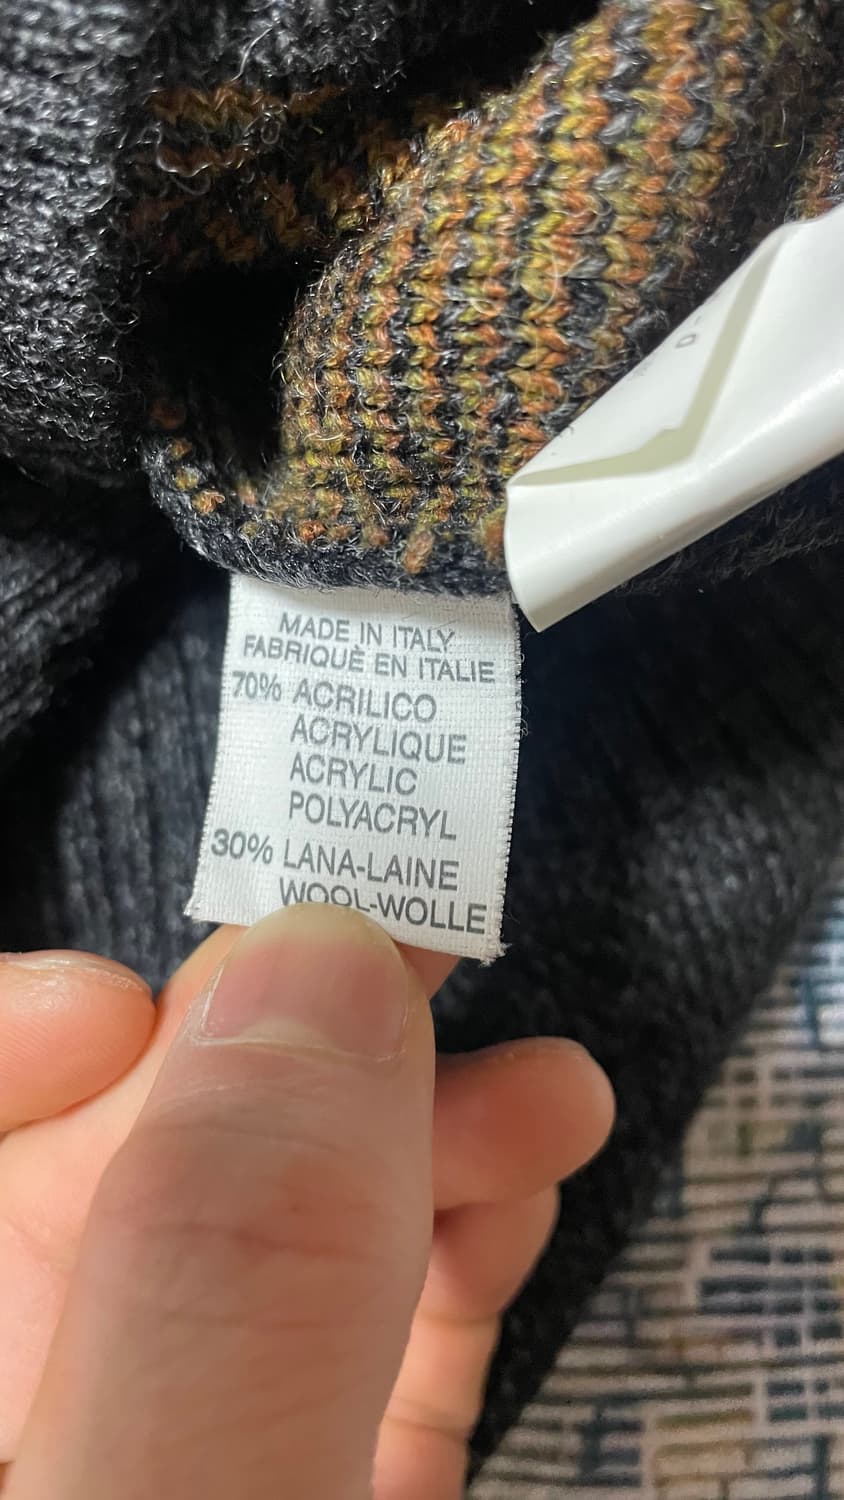 MADE IN ITALY
FABRIQUÈ EN ITALIE
70% ACRILICO
ACRYLIQUE
ACRYLIC
POLYACRYL
30% LANA-LAINE
WOOL-WOLLE